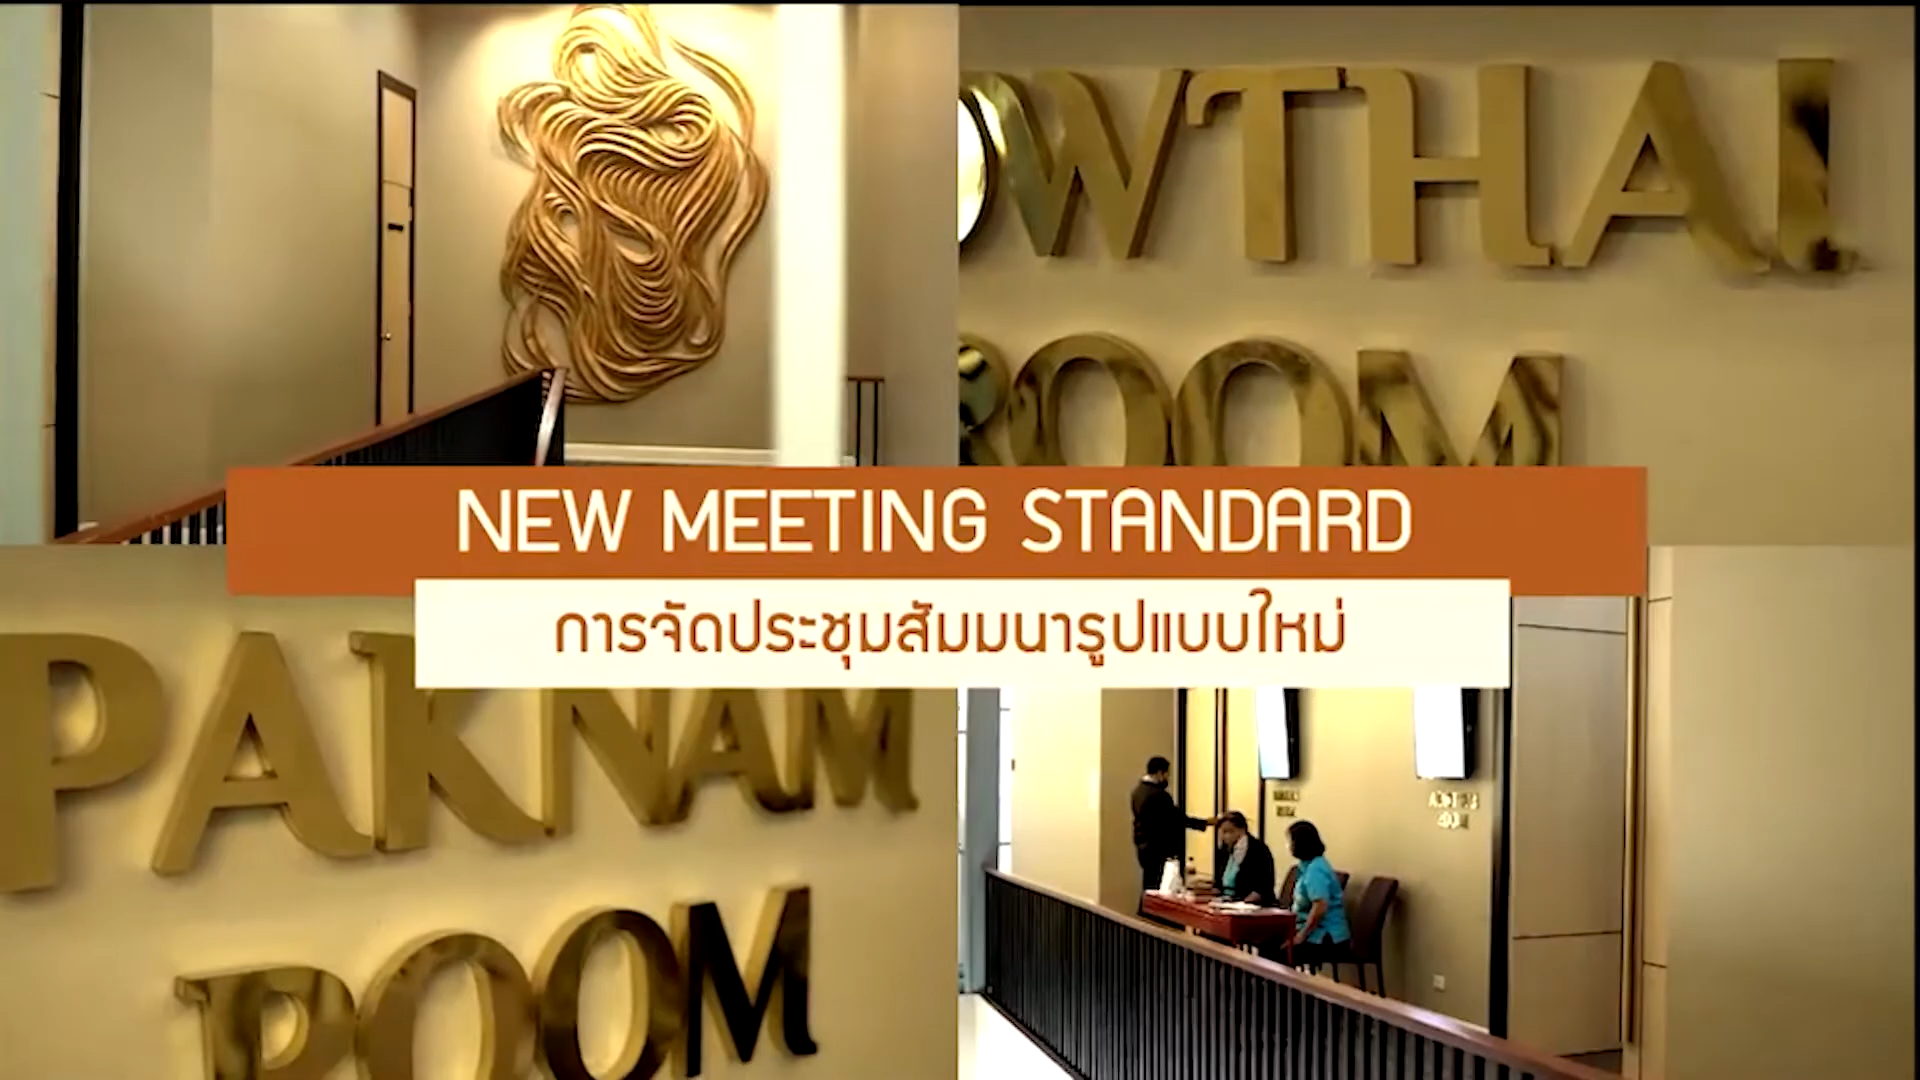 OWTHAI
ROOM
NEW MEETING STANDARD
การจัดประชุมสัมมนารูปแบบใหม่
PAKNAM
ROOM